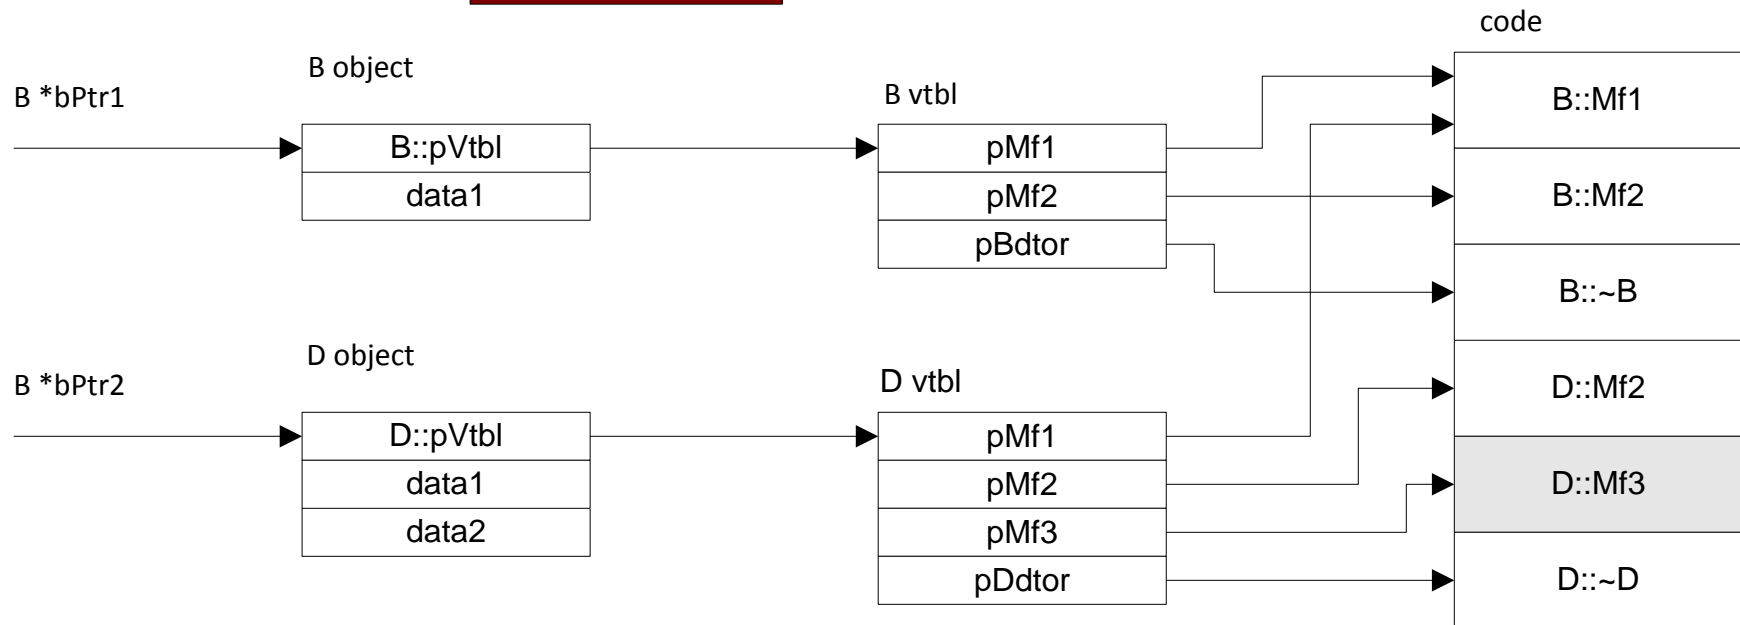 code
B object
B *bPtr1
B vtbl
B::pVtbl
data1
pMf1
pMf2
pBdtor
B::Mf1
B::Mf2
B::~B
D object
B *bPtr2
D vtbl
D::pVtbl
data1
data2
pMf1
pMf2
pMf3
pDdtor
D::Mf2
D::Mf3
D::~D